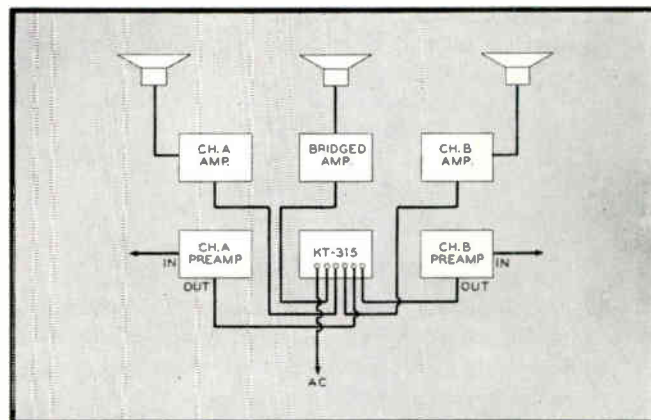 CH. A
AMP.
BRIDGED
AMP.
CH. B
AMP.
CH. A
PREAMP
KT-315
CH. B
PREAMP
IN
IN
OUT
OUT
AC